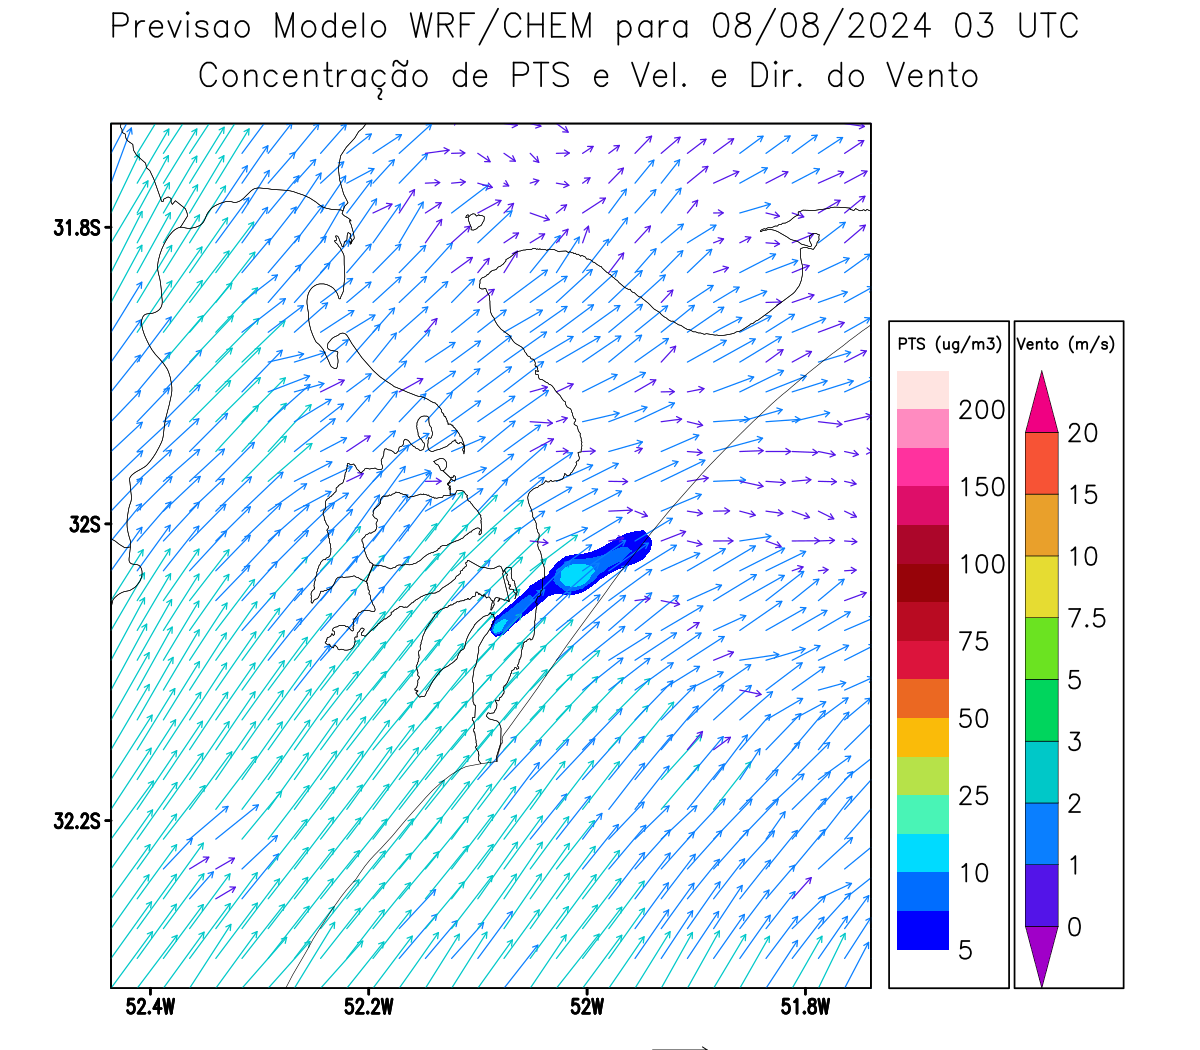 Previsao Modelo WRF/CHEM para 08/08/2024 03 UTC
Concentração de PTS e Vel. e Dir. do Vento
31.8S
32S
32.2S
52.4W 52.2W 52W 51.8W
PTS (ug/m3)
200
150
100
75
50
25
10
5
Vento (m/s)
20
15
10
7.5
5
3
2
1
0